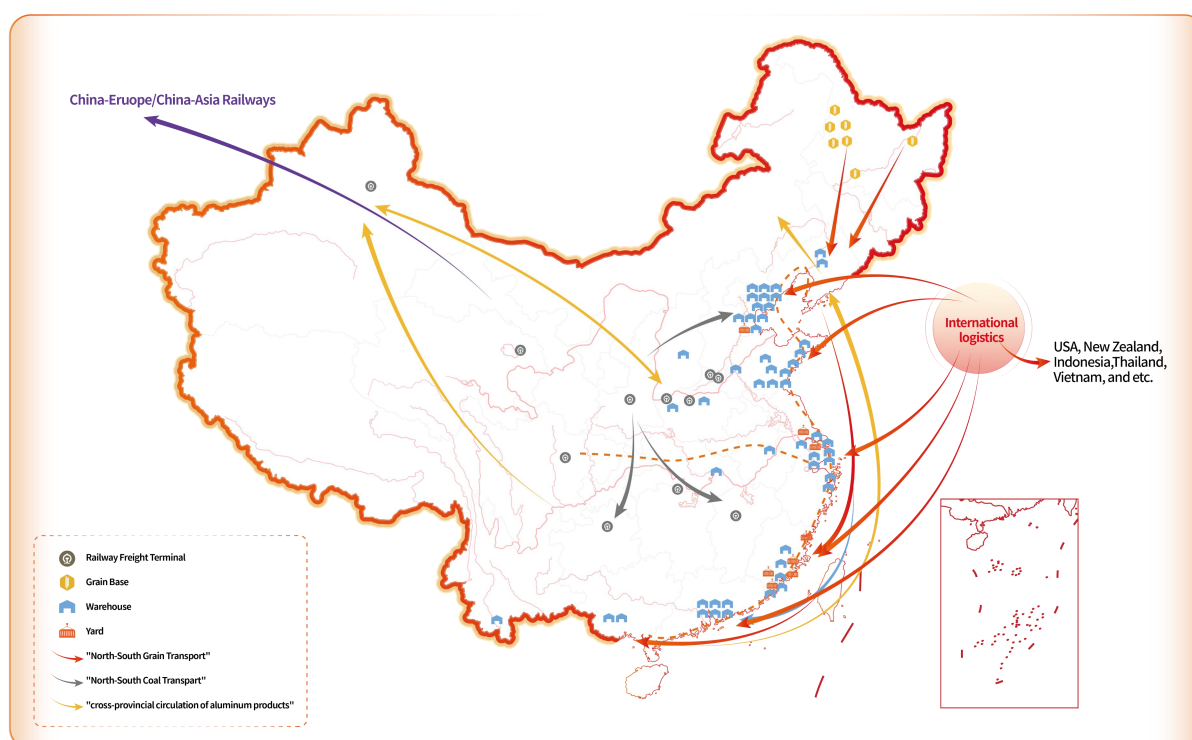 China-Eruope/China-Asia Railways
International
logistics
USA, New Zealand,
Indonesia,Thailand,
Vietnam, and etc.
Railway Freight Terminal
Grain Base
Warehouse
Yard
"North-South Grain Transport"
"North-South Coal Transpart"
"cross-provincial circulation of aluminum products"